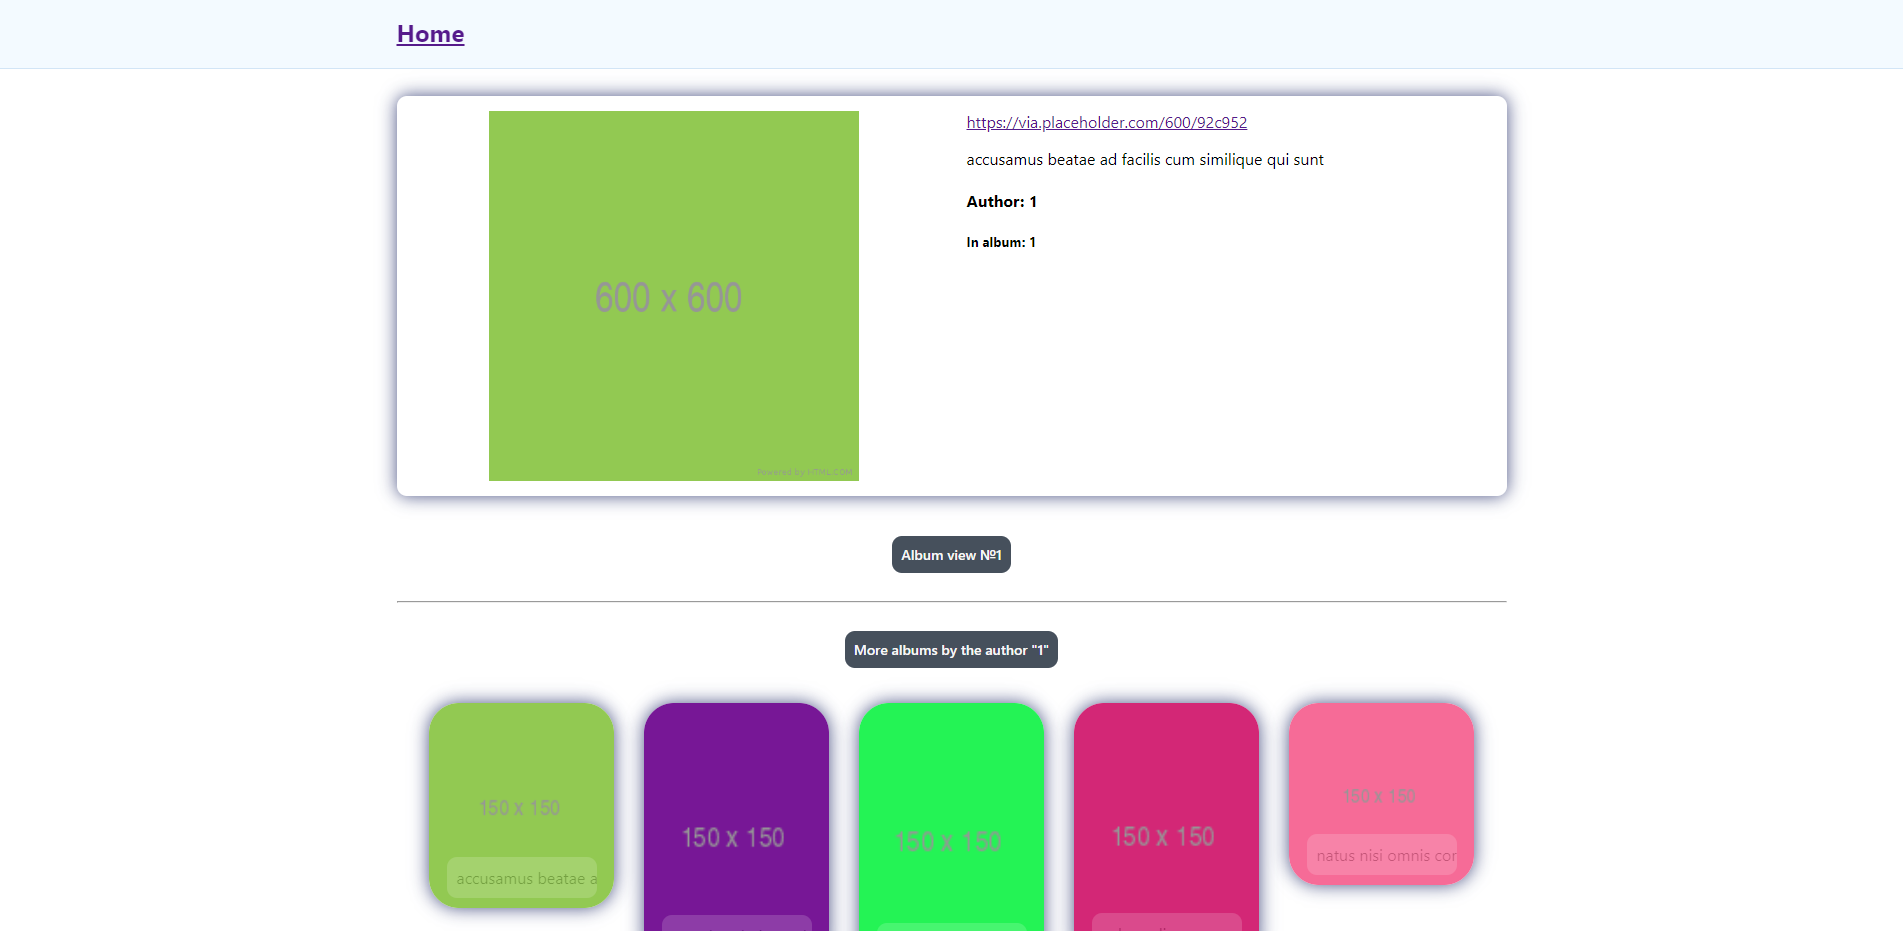 Home
https://via.placeholder.com/600/92c952
accusamus beatae ad facilis cum similique qui sunt
Author: 1
In album: 1
600 x 600
Powered by HTML.COM
Album view №1
More albums by the author "1"
150 x 150
150 x 150
150 x 150
150 x 150
150 x 150
accusamus beatae a
natus nisi omnis cor